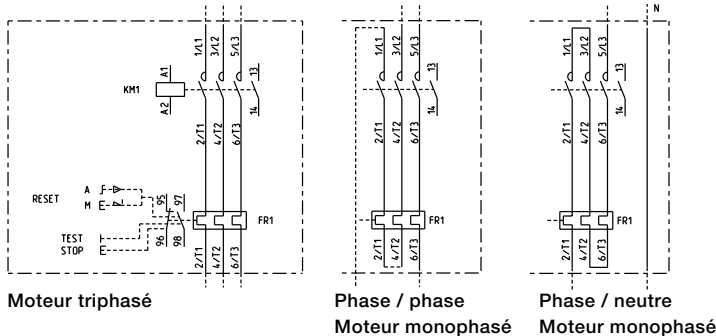 N
1/L1 3/L2 5/L3
1/L1 3/L2 5/L3
1/L1 3/L2 5/L3
A1 13
13
13
KM1
A2 14
14
14
2/T1 4/T2 6/T3
2/T1 4/T2 6/T3
2/T1 4/T2 6/T3
A
RESET
M
95 97
FR1
FR1
FR1
TEST
STOP
96 98
2/T1 4/T2 6/T3
2/T1 4/T2 6/T3
2/T1 4/T2 6/T3
Moteur triphasé
Phase / phase
Moteur monophasé
Phase / neutre
Moteur monophasé